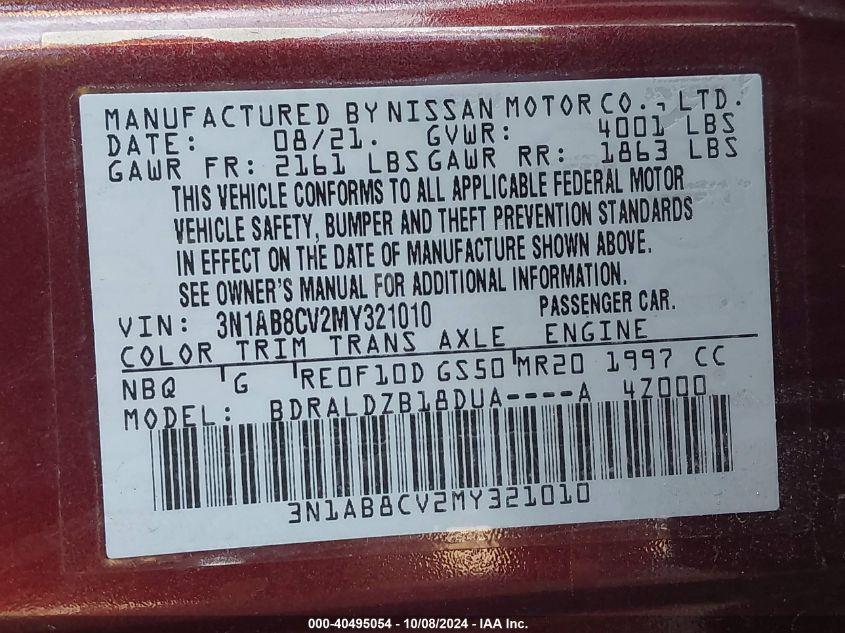 MANUFACTURED BY NISSAN MOTOR CO., LTD.
DATE: 08/21. GVWR: 4001 LBS
GAWR FR: 2161 LBS GAWR RR: 1863 LBS
THIS VEHICLE CONFORMS TO ALL APPLICABLE FEDERAL MOTOR
VEHICLE SAFETY, BUMPER AND THEFT PREVENTION STANDARDS
IN EFFECT ON THE DATE OF MANUFACTURE SHOWN ABOVE.
SEE OWNER'S MANUAL FOR ADDITIONAL INFORMATION.
VIN: 3N1AB8CV2MY321010 PASSENGER CAR.
COLOR TRIM TRANS AXLE ENGINE
NBQ G RE0F10D GS50 MR20 1997 CC
MODEL: BDRALDZB18DUA----A 4Z000
3N1AB8CV2MY321010
000-40495054 - 10/08/2024 - IAA Inc.